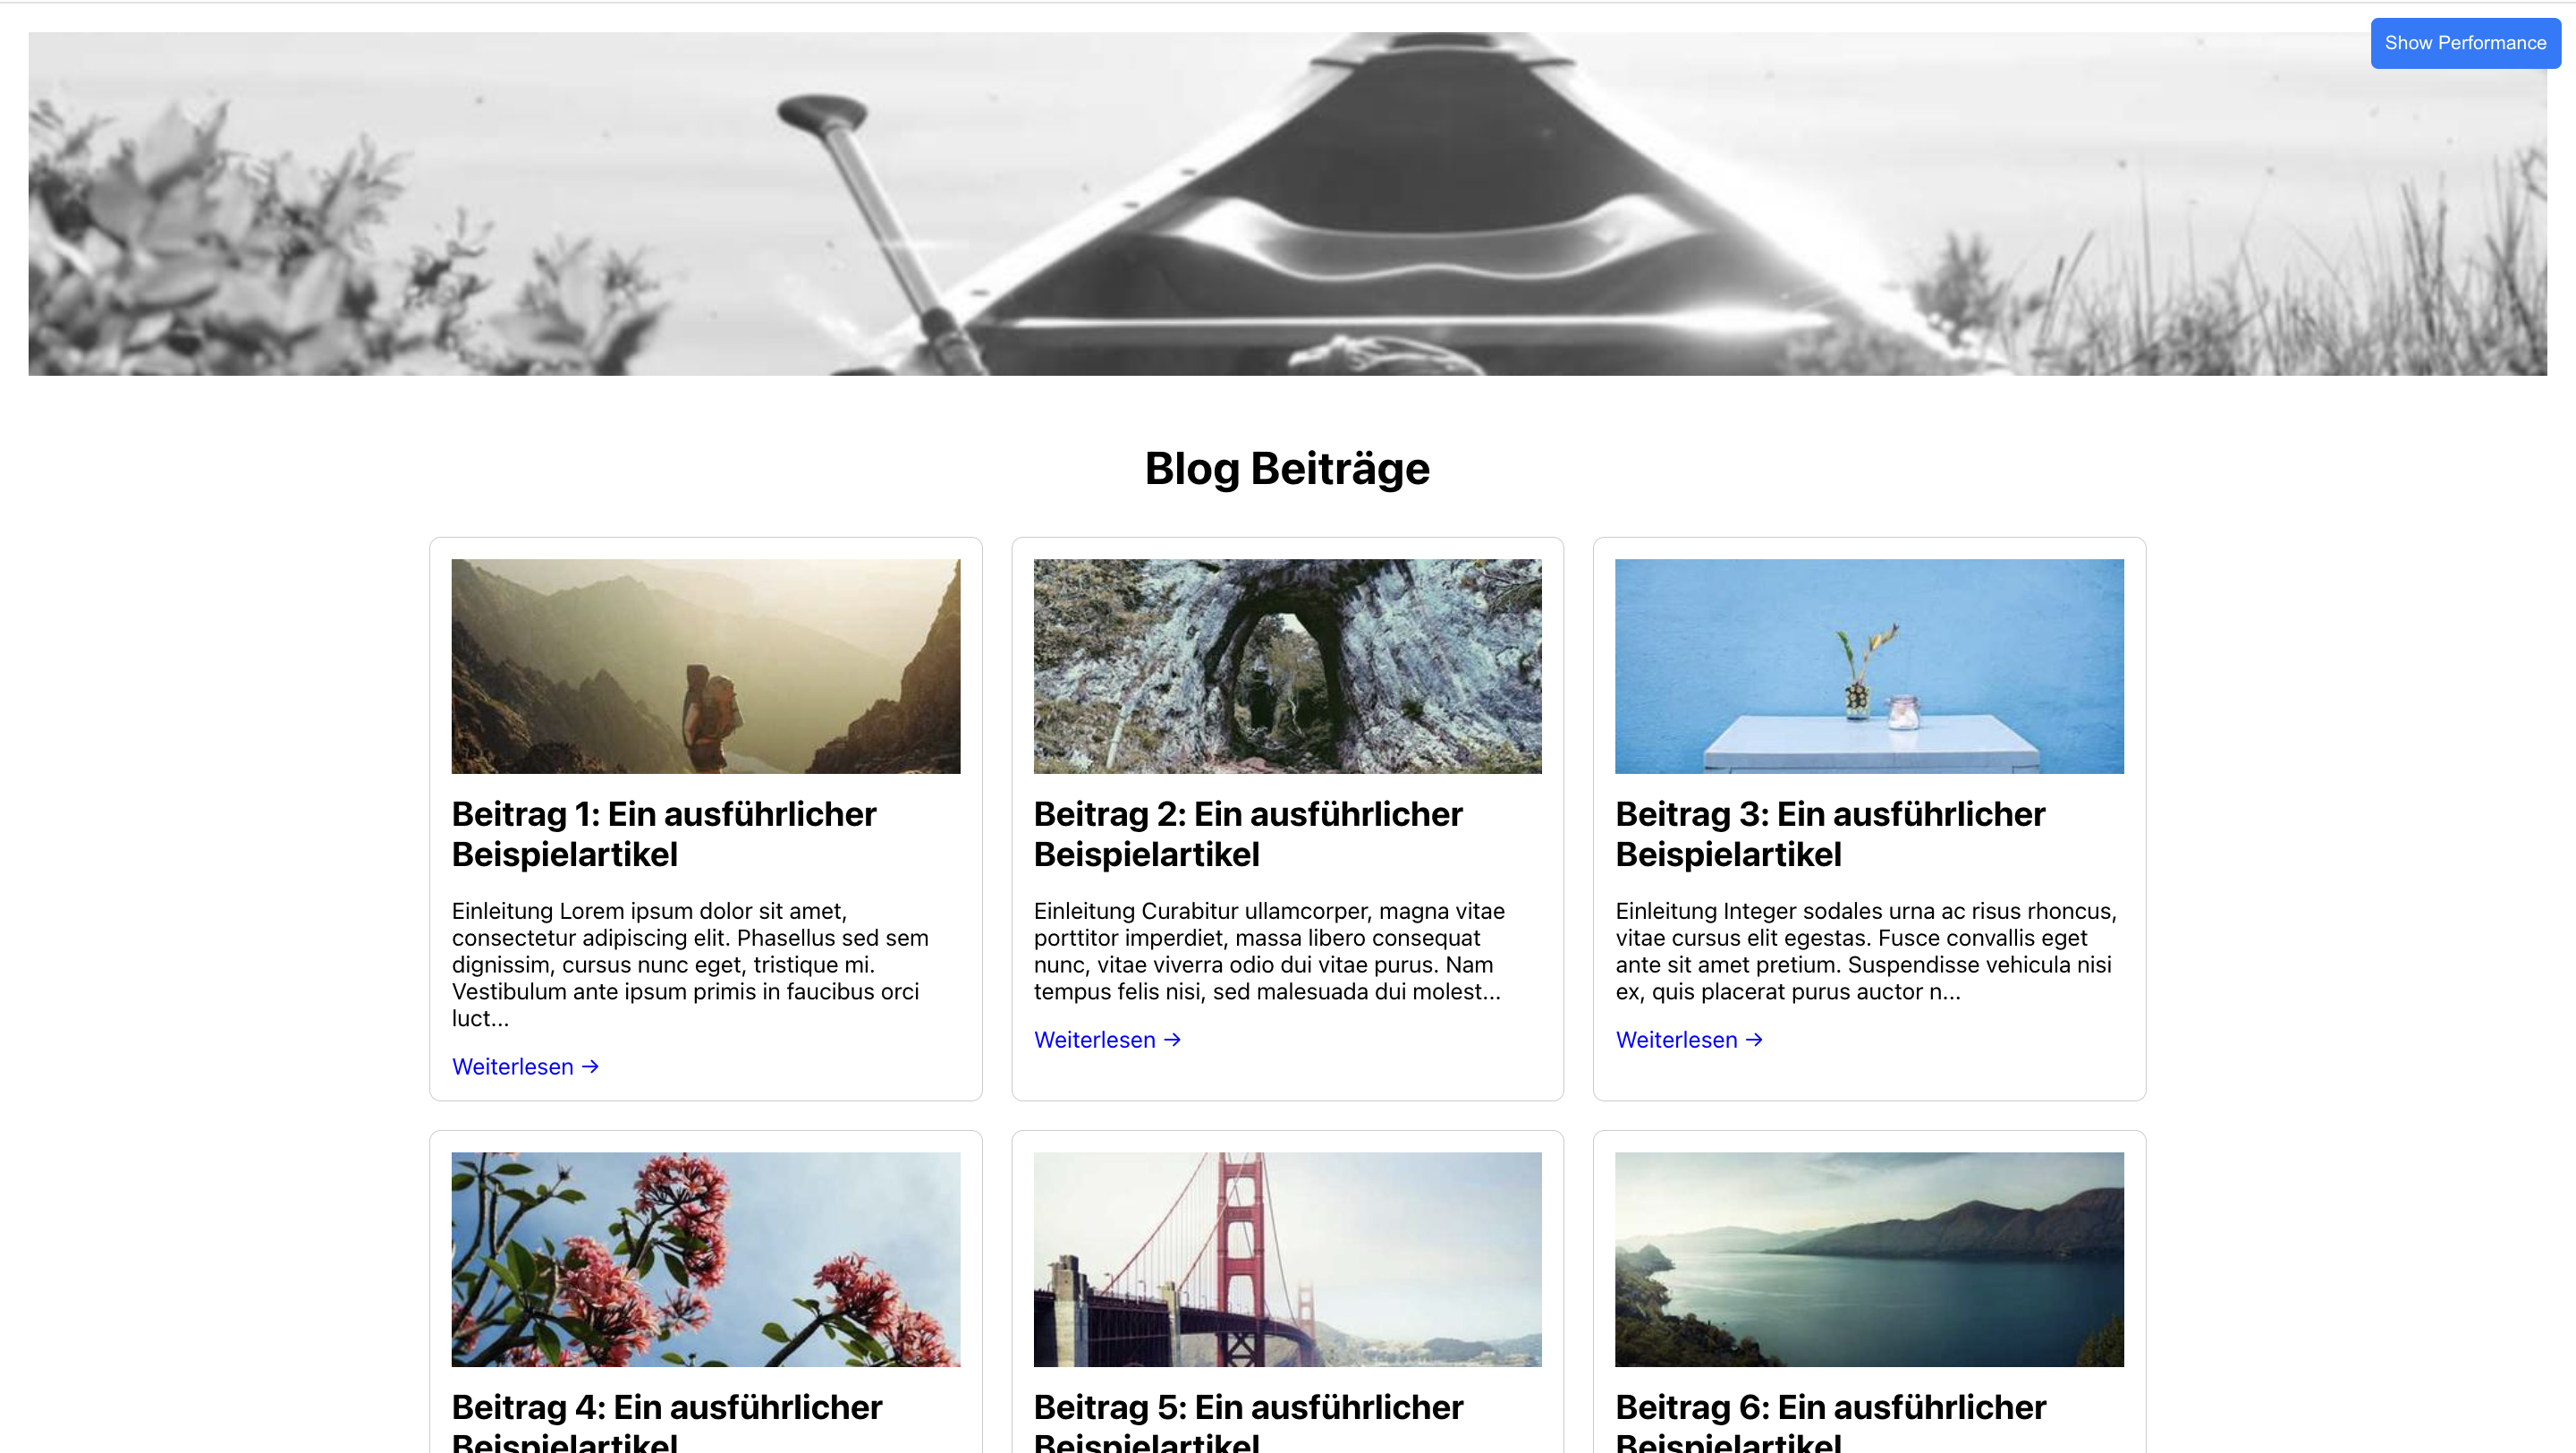 Show Performance
Blog Beiträge
Beitrag 1: Ein ausführlicher
Beispielartikel
Einleitung Lorem ipsum dolor sit amet,
consectetur adipiscing elit. Phasellus sed sem
dignissim, cursus nunc eget, tristique mi.
Vestibulum ante ipsum primis in faucibus orci
luct...
Weiterlesen →
Beitrag 2: Ein ausführlicher
Beispielartikel
Einleitung Curabitur ullamcorper, magna vitae
porttitor imperdiet, massa libero consequat
nunc, vitae viverra odio dui vitae purus. Nam
tempus felis nisi, sed malesuada dui molest...
Weiterlesen →
Beitrag 3: Ein ausführlicher
Beispielartikel
Einleitung Integer sodales urna ac risus rhoncus,
vitae cursus elit egestas. Fusce convallis eget
ante sit amet pretium. Suspendisse vehicula nisi
ex, quis placerat purus auctor n...
Weiterlesen →
Beitrag 4: Ein ausführlicher
Beispielartikel
Beitrag 5: Ein ausführlicher
Beispielartikel
Beitrag 6: Ein ausführlicher
Beispielartikel